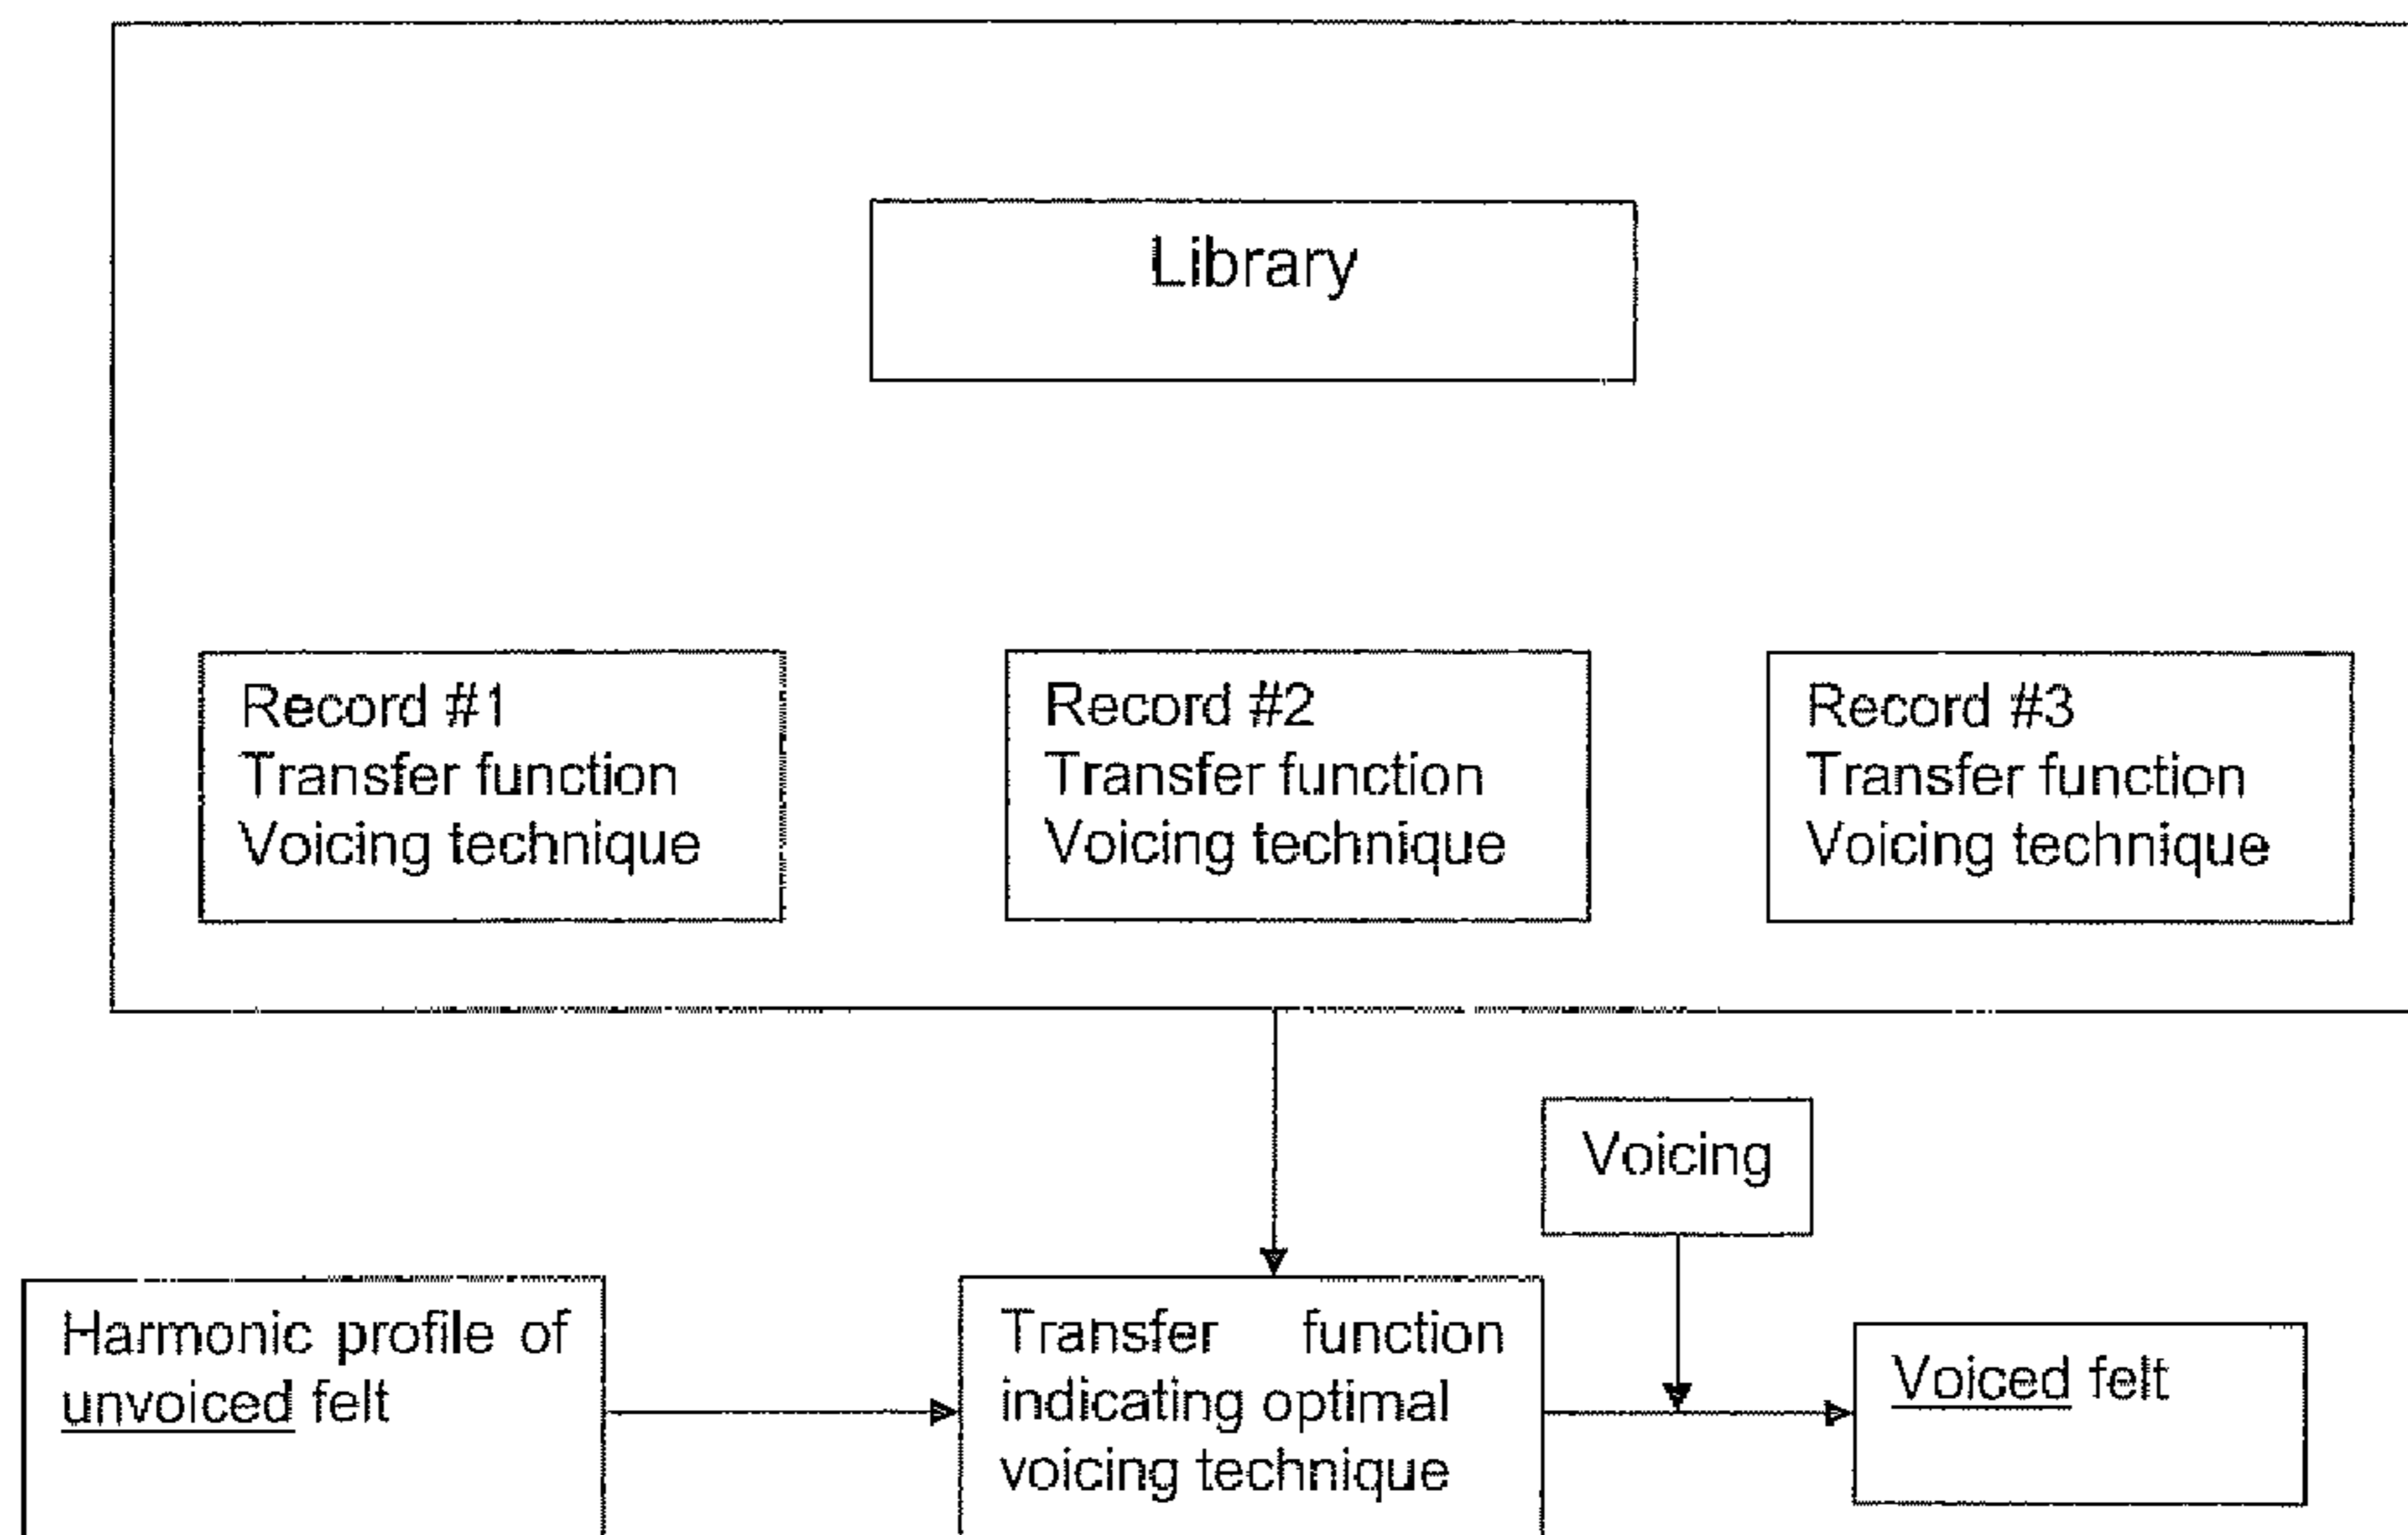 Library
Record #1
Transfer function
Voicing technique
Record #2
Transfer function
Voicing technique
Record #3
Transfer function
Voicing technique
Voicing
Harmonic profile of
unvoiced felt
Transfer function
indicating optimal
voicing technique
Voiced felt